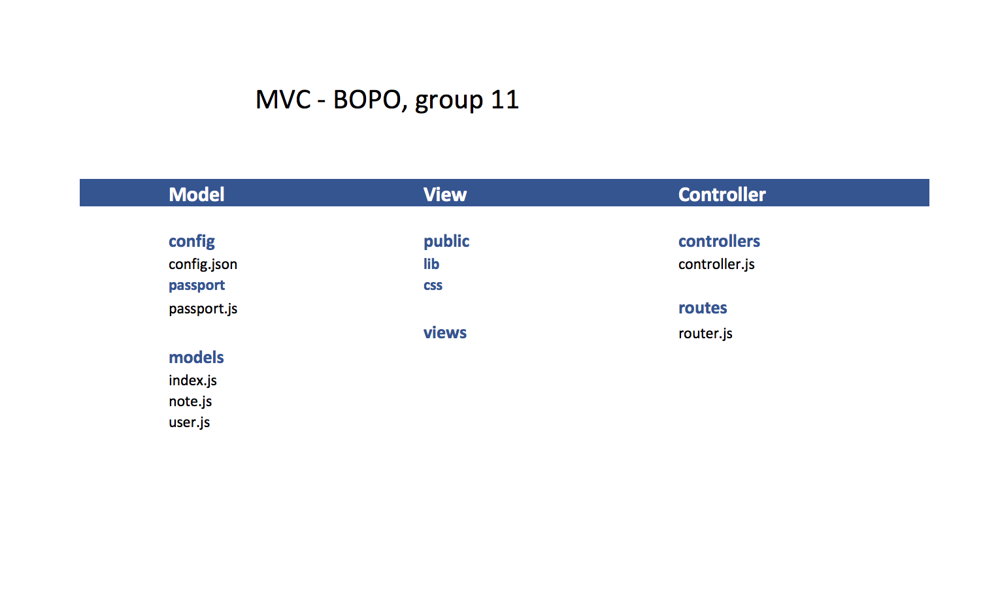 MVC - BOPO, group 11
Model View Controller
config public controllers
config.json lib controller.js
passport css
passport.js routes
views router.js
models
index.js
note.js
user.js